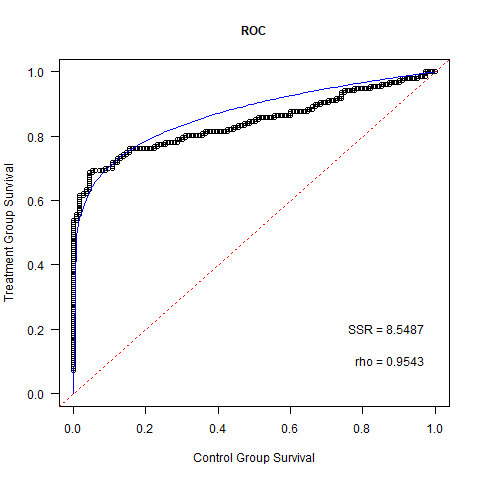 ROC
1.0
0.8
0.6
0.4
0.2
0.0
Treatment Group Survival
SSR = 8.5487
rho = 0.9543
0.0 0.2 0.4 0.6 0.8 1.0
Control Group Survival